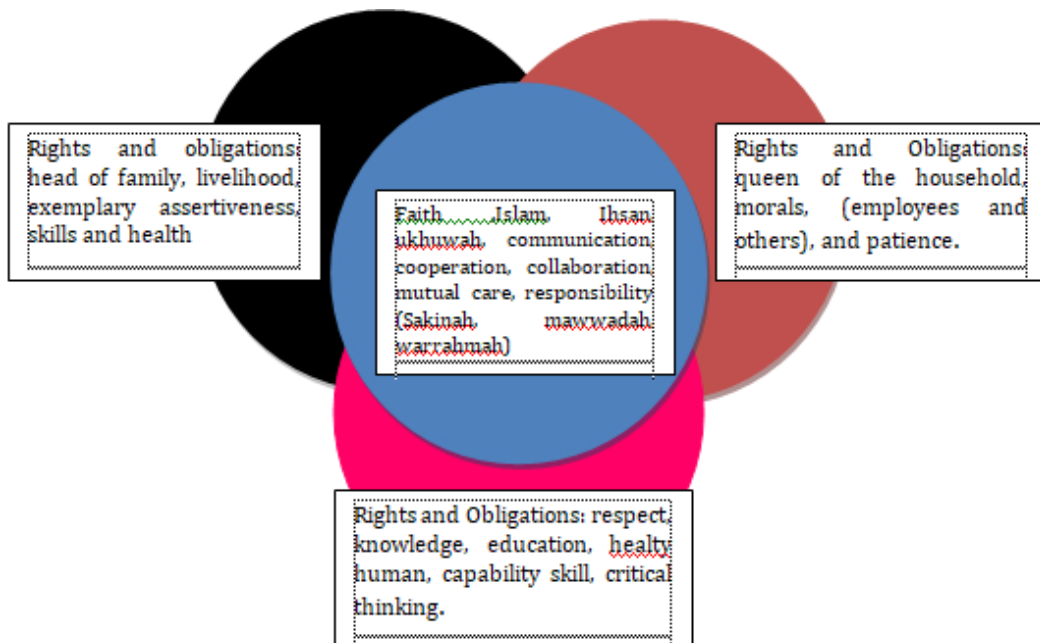 Rights and obligations:
head of family, livelihood,
exemplary assertiveness,
skills and health
Rights and Obligations:
queen of the household,
morals, (employees and
others), and patience.
Faith ,Islam, Ihsan
ukhuwah, communication
cooperation, collaboration
mutual care, responsibility
(Sakinah, mawwadah
warrahmah)
Rights and Obligations: respect,
knowledge, education, healty
human, capability skill, critical
thinking.